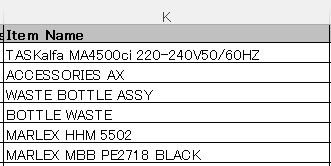 K
Item Name
TASKalfa MA4500ci 220-240V50/60HZ
ACCESSORIES AX
WASTE BOTTLE ASSY
BOTTLE WASTE
MARLEX HHM 5502
MARLEX MBB PE2718 BLACK